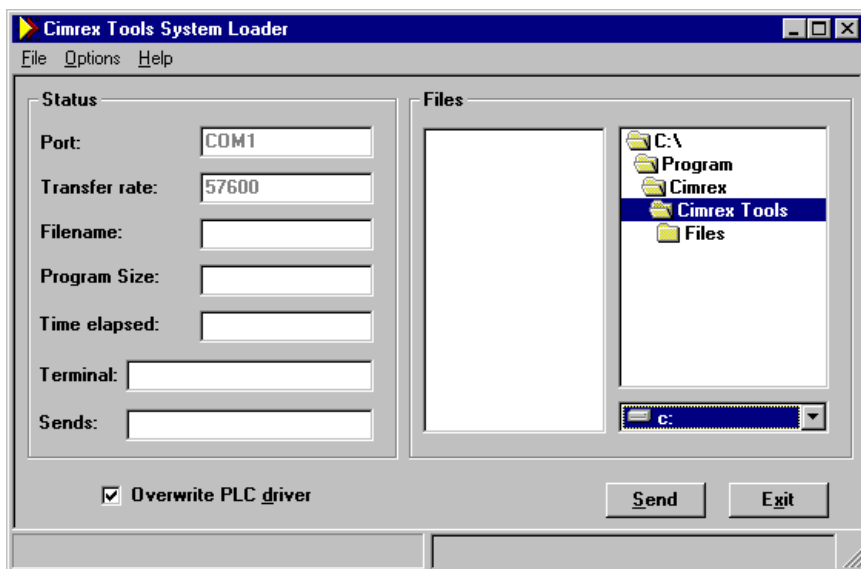 Cimrex Tools System Loader
File Options Help
Status
Port: COM1
Transfer rate: 57600
Filename:
Program Size:
Time elapsed:
Terminal:
Sends:
Files
C:\
Program
Cimrex
Cimrex Tools
Files
c:
Overwrite PLC driver
Send
Exit